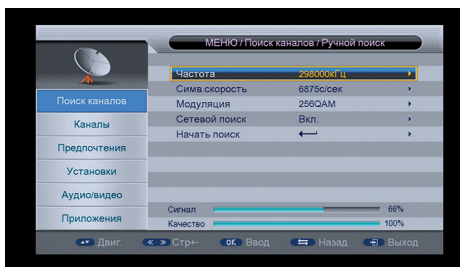 МЕНЮ / Поиск каналов / Ручной поиск
Частота 298000кГц
Симв.скорость 6875с/сек
Модуляция 256QAM
Сетевой поиск Вкл.
Начать поиск
Поиск каналов
Каналы
Предпочтения
Установки
Аудио/видео
Приложения
Сигнал 66%
Качество 100%
Двиг. Стр+- OK Ввод Назад Выход